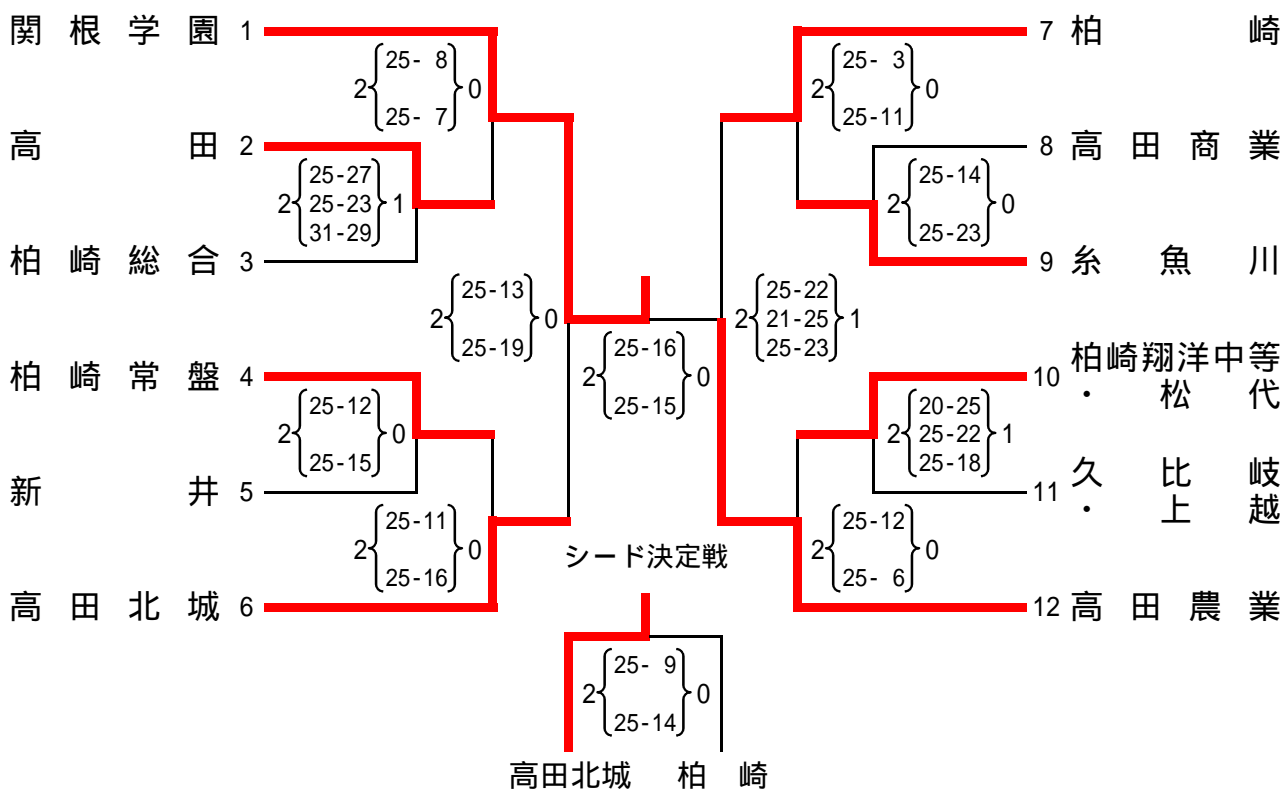 関根学園 1
2 25- 8 0
25- 7
高田 2
2 25-27 1
25-23
31-29
柏崎総合 3
2 25-13 0
25-19
柏崎常盤 4
2 25-12 0
25-15
新井 5
2 25-11 0
25-16
高田北城 6
2 25-16 0
25-15
7 柏崎
2 25- 3 0
25-11
8 高田商業
2 25-14 0
25-23
9 糸魚川
2 25-22 1
21-25
25-23
10 柏崎翔洋中等
・松代
2 20-25 1
25-22
25-18
11 久比岐
・上越
2 25-12 0
25- 6
12 高田農業
シード決定戦
2 25- 9 0
25-14
高田北城 柏崎